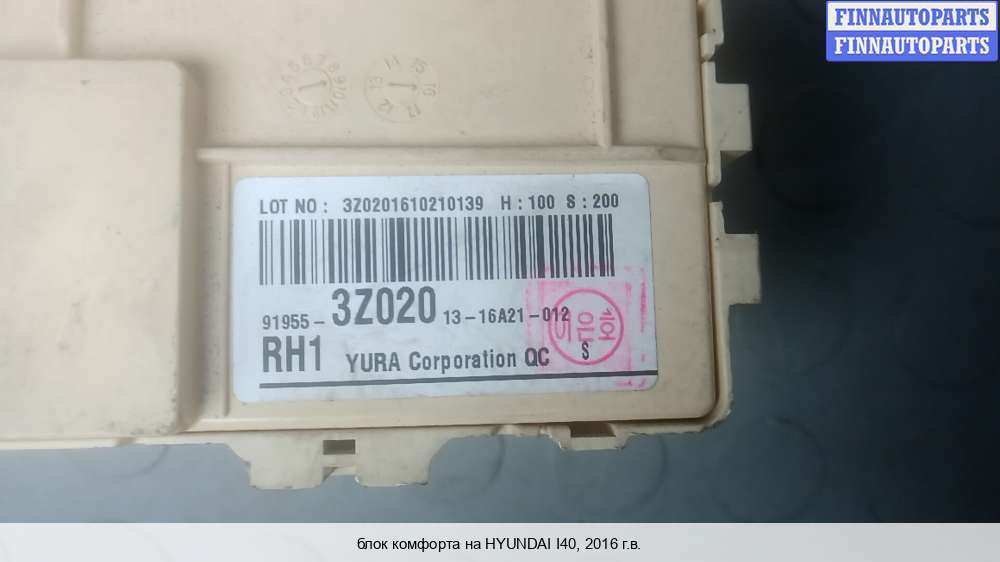 FINNAUTOPARTS
FINNAUTOPARTS
LOT NO : 3Z0201610210139 H : 100 S : 200
91955- 3Z020 13-16A21-012
RH1 YURA Corporation QC S
блок комфорта на HYUNDAI I40, 2016 г.в.